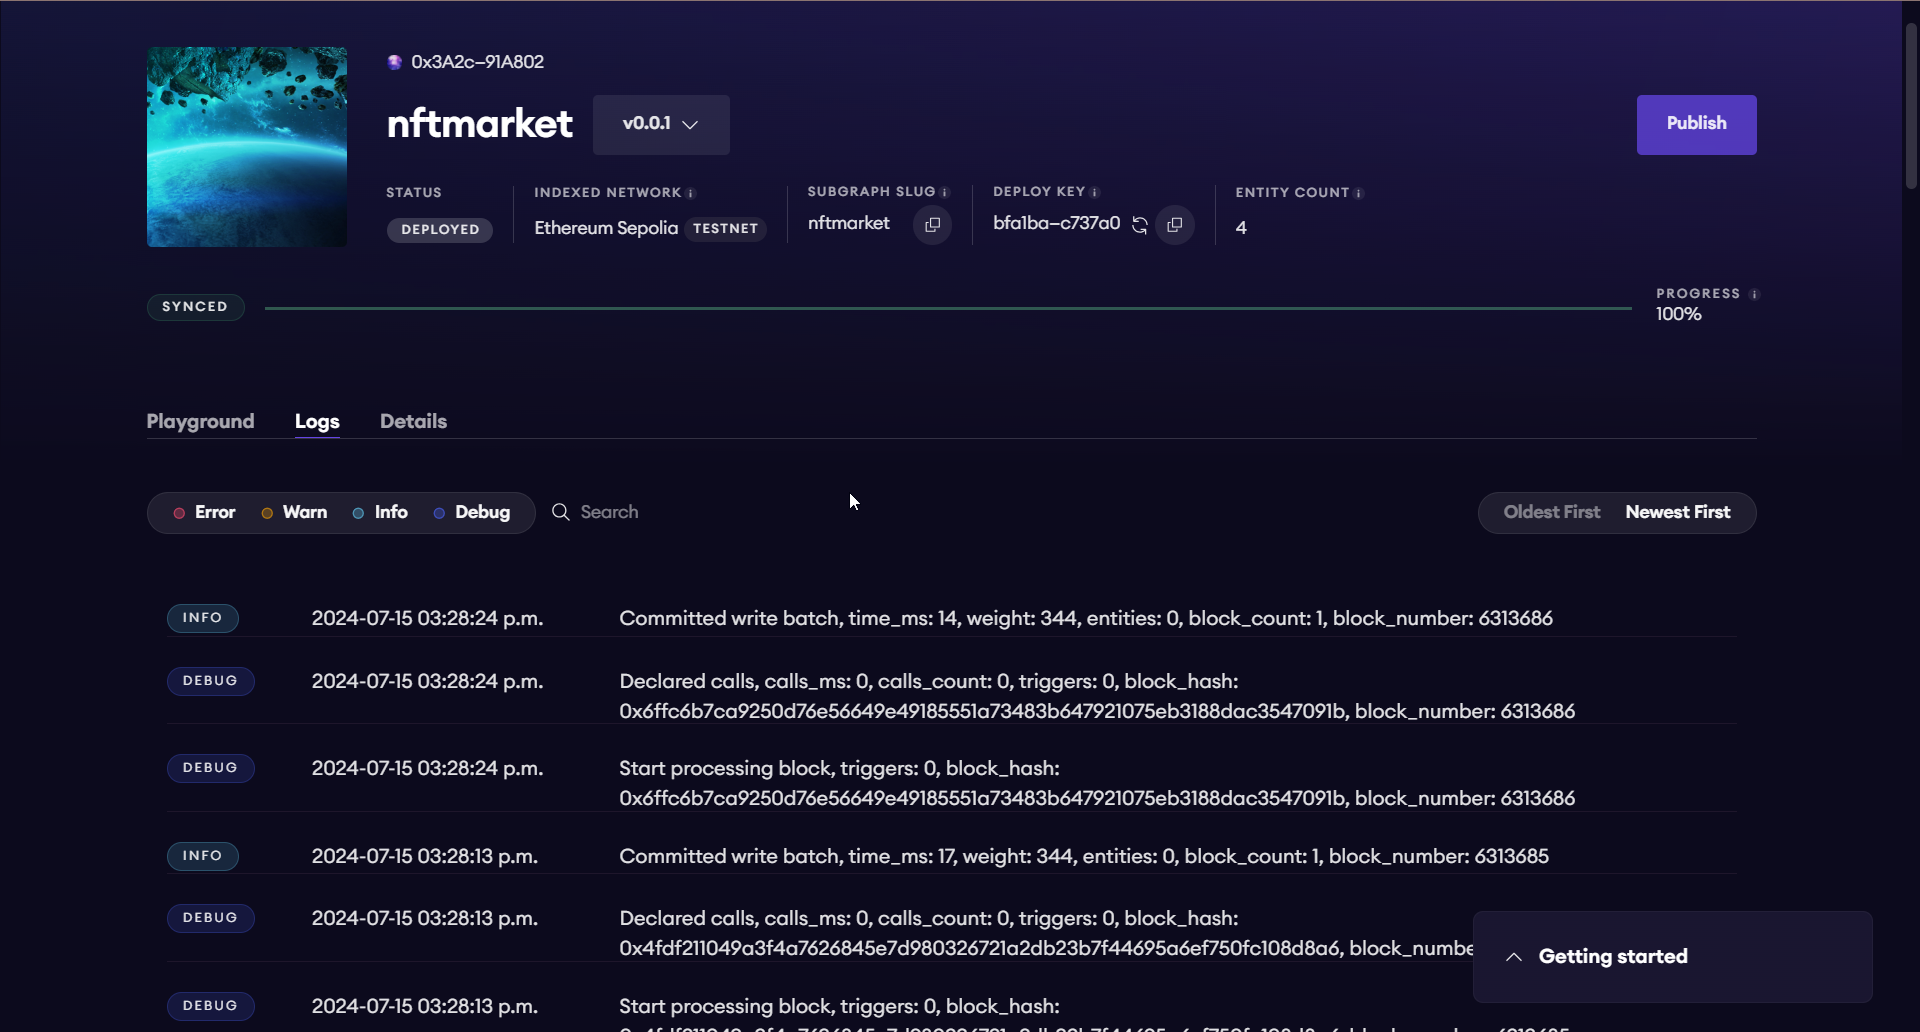 0x3A2c–91A802
nftmarket
v0.0.1
Publish
STATUS
DEPLOYED
INDEXED NETWORK
Ethereum Sepolia TESTNET
SUBGRAPH SLUG
nftmarket
DEPLOY KEY
bfa1ba–c737a0
ENTITY COUNT
4
SYNCED
PROGRESS
100%
Playground Logs Details
Error Warn Info Debug Search Oldest First Newest First
INFO 2024-07-15 03:28:24 p.m. Committed write batch, time_ms: 14, weight: 344, entities: 0, block_count: 1, block_number: 6313686
DEBUG 2024-07-15 03:28:24 p.m. Declared calls, calls_ms: 0, calls_count: 0, triggers: 0, block_hash:
0x6ffc6b7ca9250d76e56649e49185551a73483b647921075eb3188dac3547091b, block_number: 6313686
DEBUG 2024-07-15 03:28:24 p.m. Start processing block, triggers: 0, block_hash:
0x6ffc6b7ca9250d76e56649e49185551a73483b647921075eb3188dac3547091b, block_number: 6313686
INFO 2024-07-15 03:28:13 p.m. Committed write batch, time_ms: 17, weight: 344, entities: 0, block_count: 1, block_number: 6313685
DEBUG 2024-07-15 03:28:13 p.m. Declared calls, calls_ms: 0, calls_count: 0, triggers: 0, block_hash:
0x4fdf211049a3f4a7626845e7d980326721a2db23b7f44695a6ef750fc108d8a6, block_numbe
Getting started
DEBUG 2024-07-15 03:28:13 p.m. Start processing block, triggers: 0, block_hash: